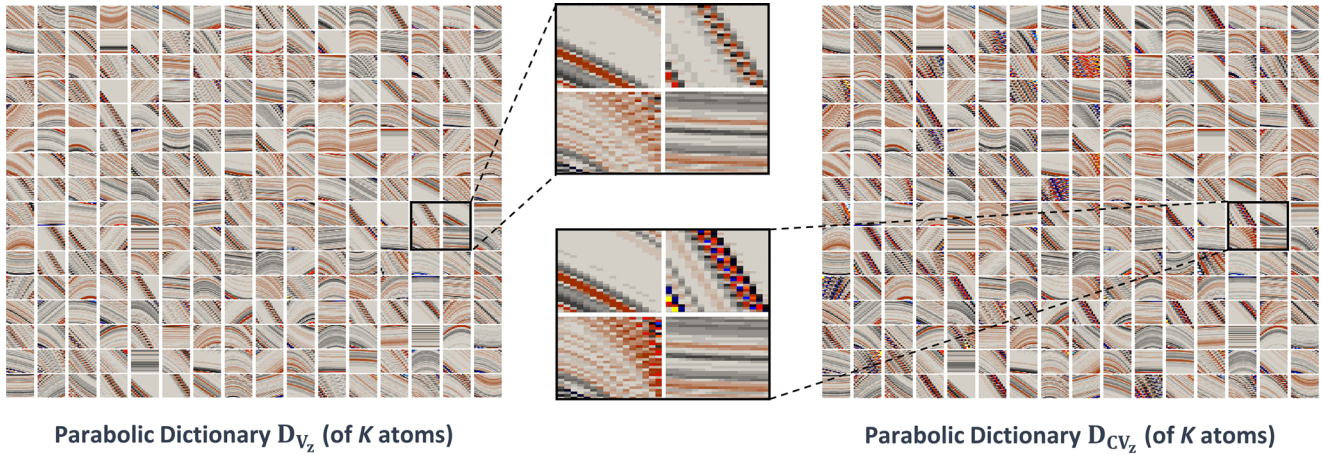 Parabolic Dictionary D_{V_z} (of K atoms)
Parabolic Dictionary D_{CV_z} (of K atoms)